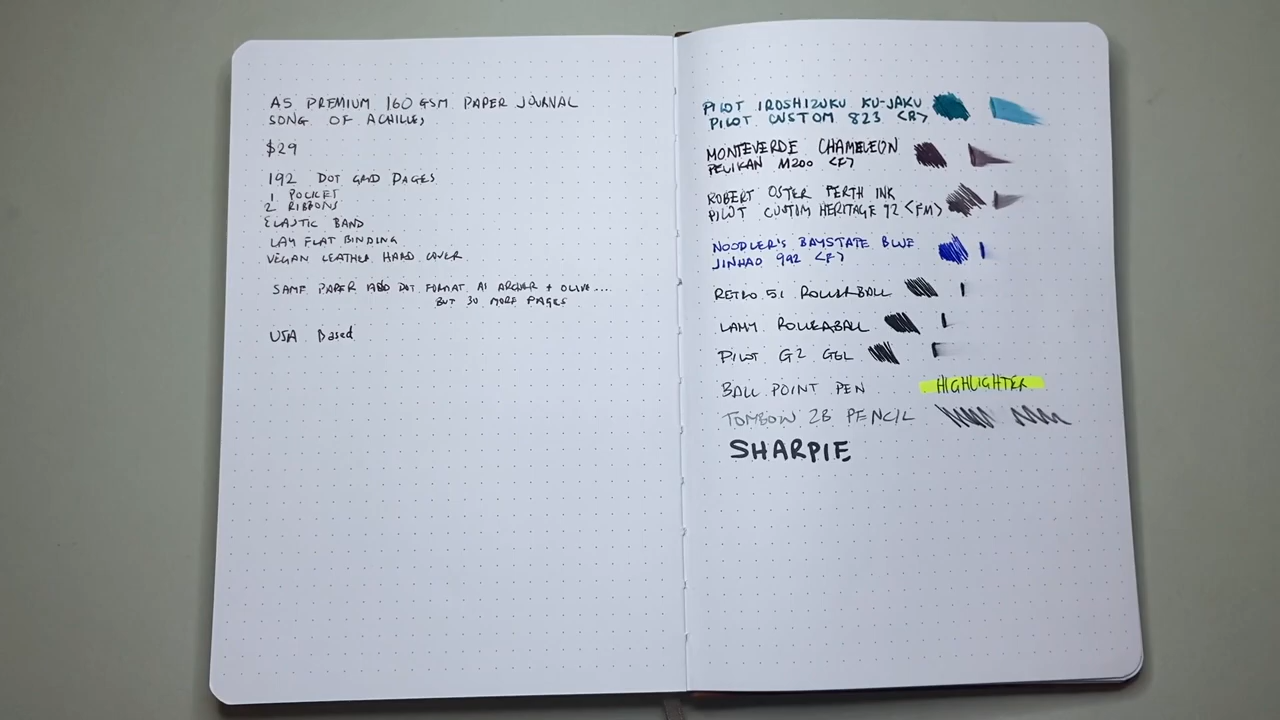 A5 PREMIUM 160 GSM PAPER JOURNAL
SONG OF ACHILLES
$29
192 DOT GRID PAGES
1 POCKET
2 RIBBONS
ELASTIC BAND
LAY FLAT BINDING
VEGAN LEATHER HARD COVER
SAME PAPER AND DOT FORMAT AS ARCHER + OLIVE....
BUT 30 MORE PAGES
USA Based
PILOT IROSHIZUKU KU-JAKU
PILOT CUSTOM 823 <B>
MONTEVERDE CHAMELEON
PELIKAN M200 <F>
ROBERT OSTER PERTH INK
PILOT CUSTOM HERITAGE 92 <FM>
NOODLER'S BAYSTATE BLUE
JINHAO 992 <F>
RETRO 51 ROLLERBALL
LAMY ROLLERBALL
PILOT G2 GEL
BALL POINT PEN HIGHLIGHTER
TOMBOW 2B PENCIL
SHARPIE